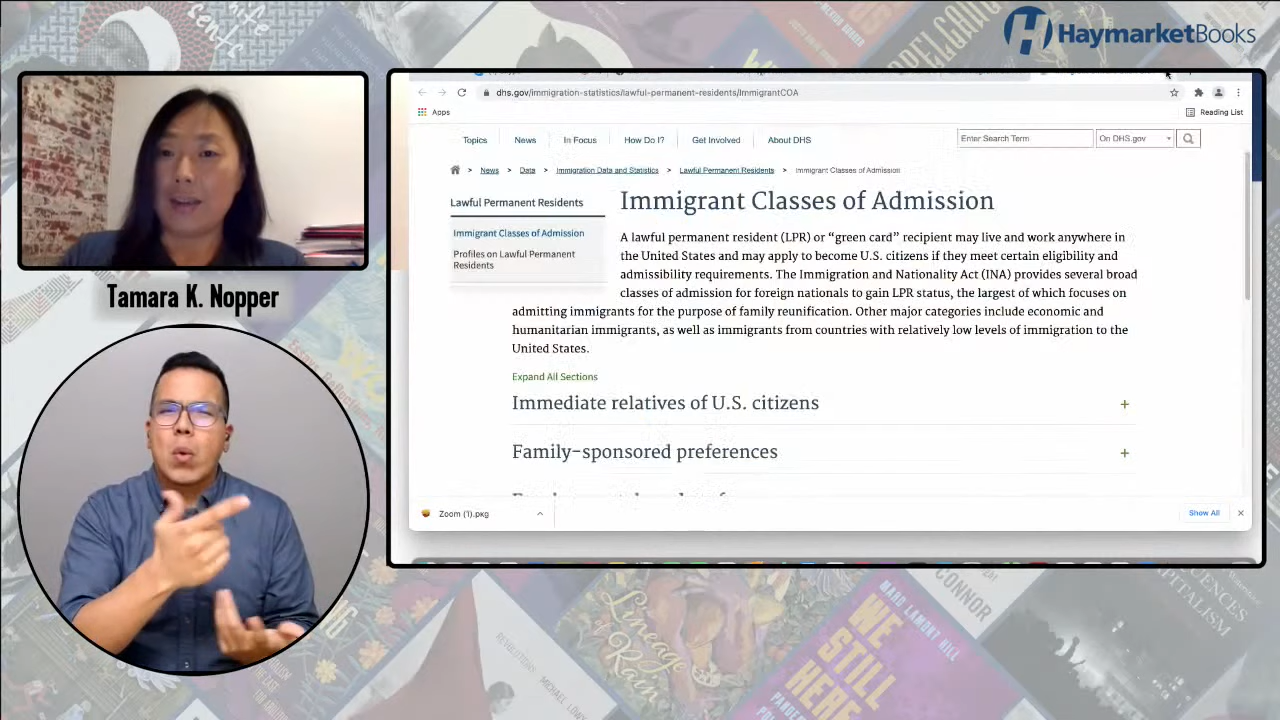 HaymarketBooks
dhs.gov/immigration-statistics/lawful-permanent-residents/ImmigrantCOA
Apps
Reading List
Topics
News
In Focus
How Do I?
Get Involved
About DHS
Enter Search Term
On DHS.gov
> News > Data > Immigration Data and Statistics > Lawful Permanent Residents > Immigrant Classes of Admission
Lawful Permanent Residents
Immigrant Classes of Admission
Profiles on Lawful Permanent
Residents
Immigrant Classes of Admission
A lawful permanent resident (LPR) or “green card” recipient may live and work anywhere in
the United States and may apply to become U.S. citizens if they meet certain eligibility and
admissibility requirements. The Immigration and Nationality Act (INA) provides several broad
classes of admission for foreign nationals to gain LPR status, the largest of which focuses on
admitting immigrants for the purpose of family reunification. Other major categories include economic and
humanitarian immigrants, as well as immigrants from countries with relatively low levels of immigration to the
United States.
Expand All Sections
Immediate relatives of U.S. citizens +
Family-sponsored preferences +
Zoom (1).pkg
Show All
Tamara K. Nopper
Lineage
of Rain
MARC LAMONT HILL
WE
STILL
HERE
CONNOR